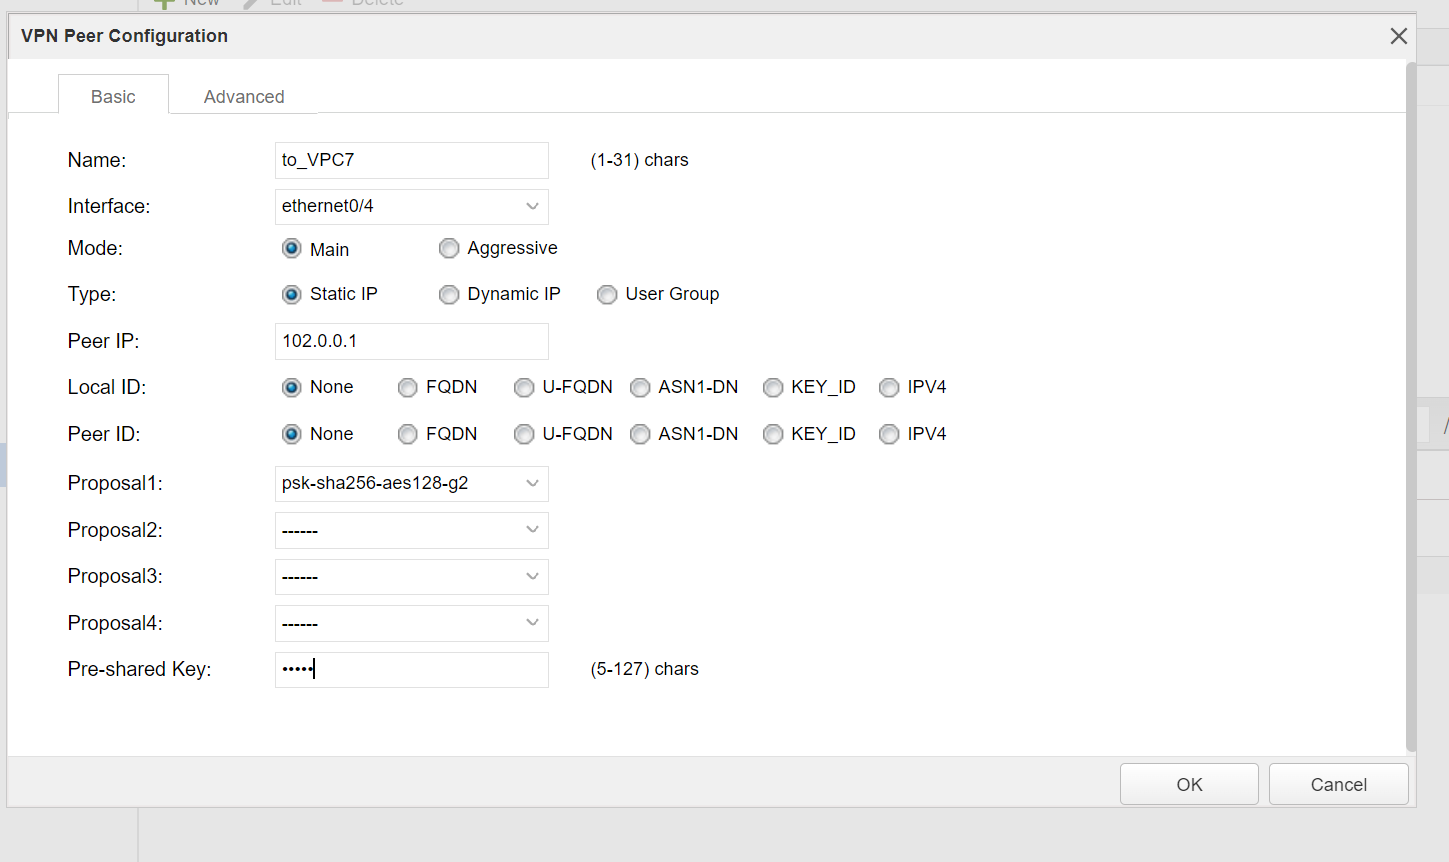 New Edit Delete
VPN Peer Configuration
Basic Advanced
Name: to_VPC7 (1-31) chars
Interface: ethernet0/4
Mode: Main Aggressive
Type: Static IP Dynamic IP User Group
Peer IP: 102.0.0.1
Local ID: None FQDN U-FQDN ASN1-DN KEY_ID IPV4
Peer ID: None FQDN U-FQDN ASN1-DN KEY_ID IPV4
/
Proposal1: psk-sha256-aes128-g2
Proposal2: ------
Proposal3: ------
Proposal4: ------
Pre-shared Key: ••••• (5-127) chars
OK Cancel